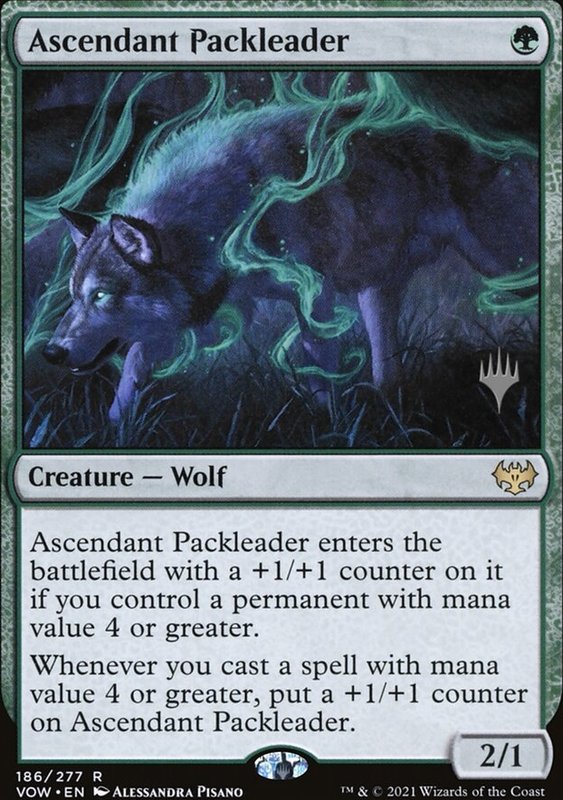 Ascendant Packleader
Creature — Wolf
Ascendant Packleader enters the
battlefield with a +1/+1 counter on it
if you control a permanent with mana
value 4 or greater.
Whenever you cast a spell with mana
value 4 or greater, put a +1/+1 counter
on Ascendant Packleader.
2/1
186/277 R
VOW • EN Alessandra Pisano
™ & © 2021 Wizards of the Coast